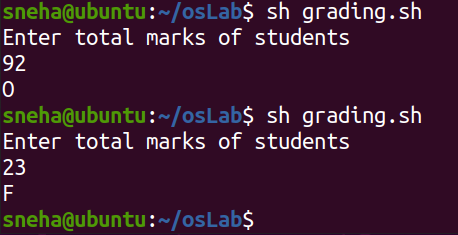 sneha@ubuntu:~/osLab$ sh grading.sh
Enter total marks of students
92
O
sneha@ubuntu:~/osLab$ sh grading.sh
Enter total marks of students
23
F
sneha@ubuntu:~/osLab$